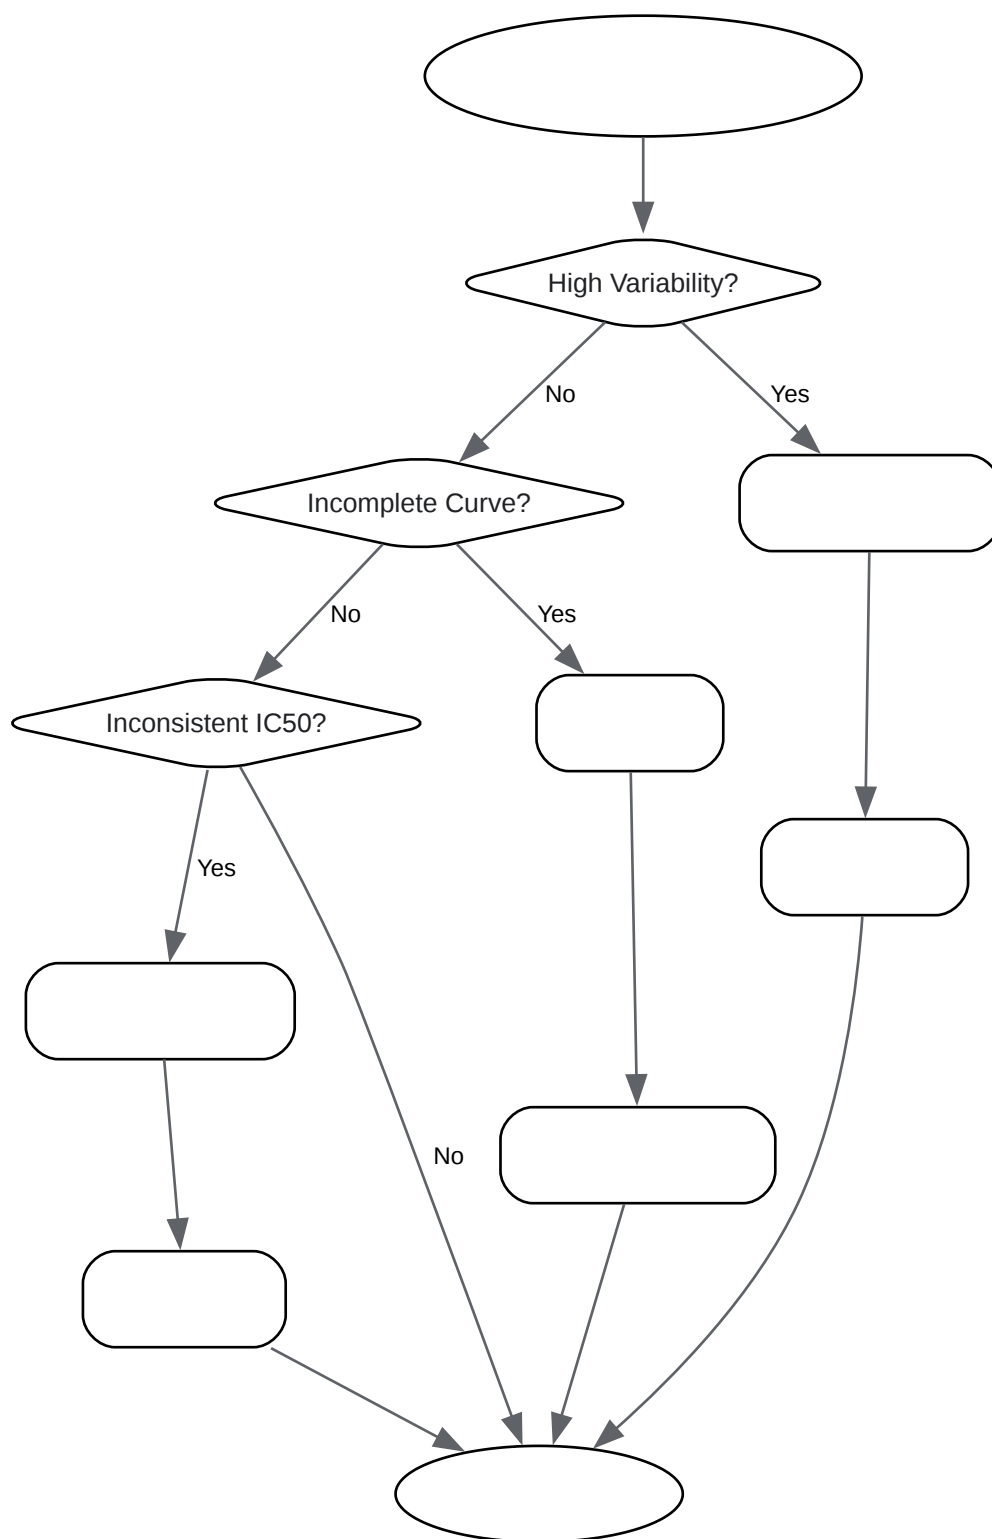 High Variability?
No
Yes
Incomplete Curve?
No
Yes
Inconsistent IC50?
Yes
No